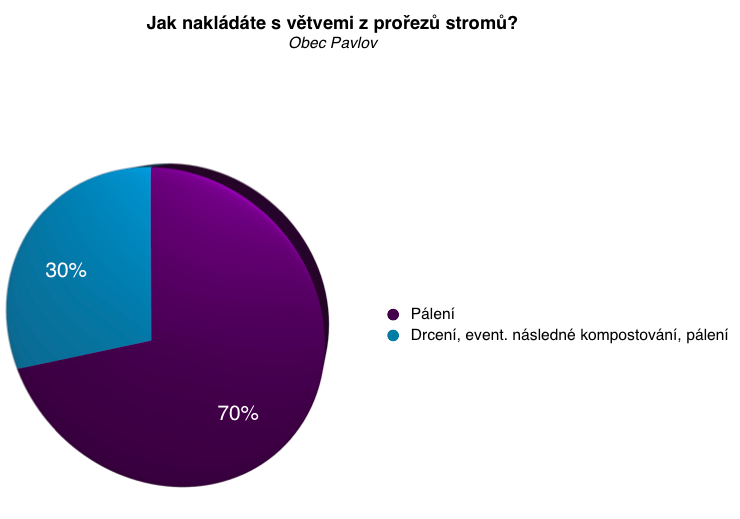 Jak nakládáte s větvemi z prořezů stromů?
Obec Pavlov
30%
70%
Pálení
Drcení, event. následné kompostování, pálení